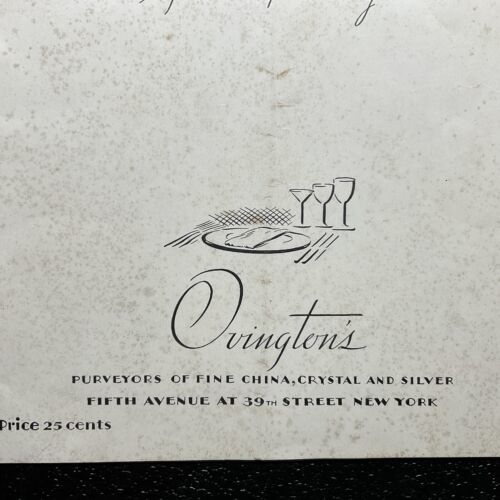 Ovington's
PURVEYORS OF FINE CHINA, CRYSTAL AND SILVER
FIFTH AVENUE AT 39TH STREET NEW YORK
Price 25 cents